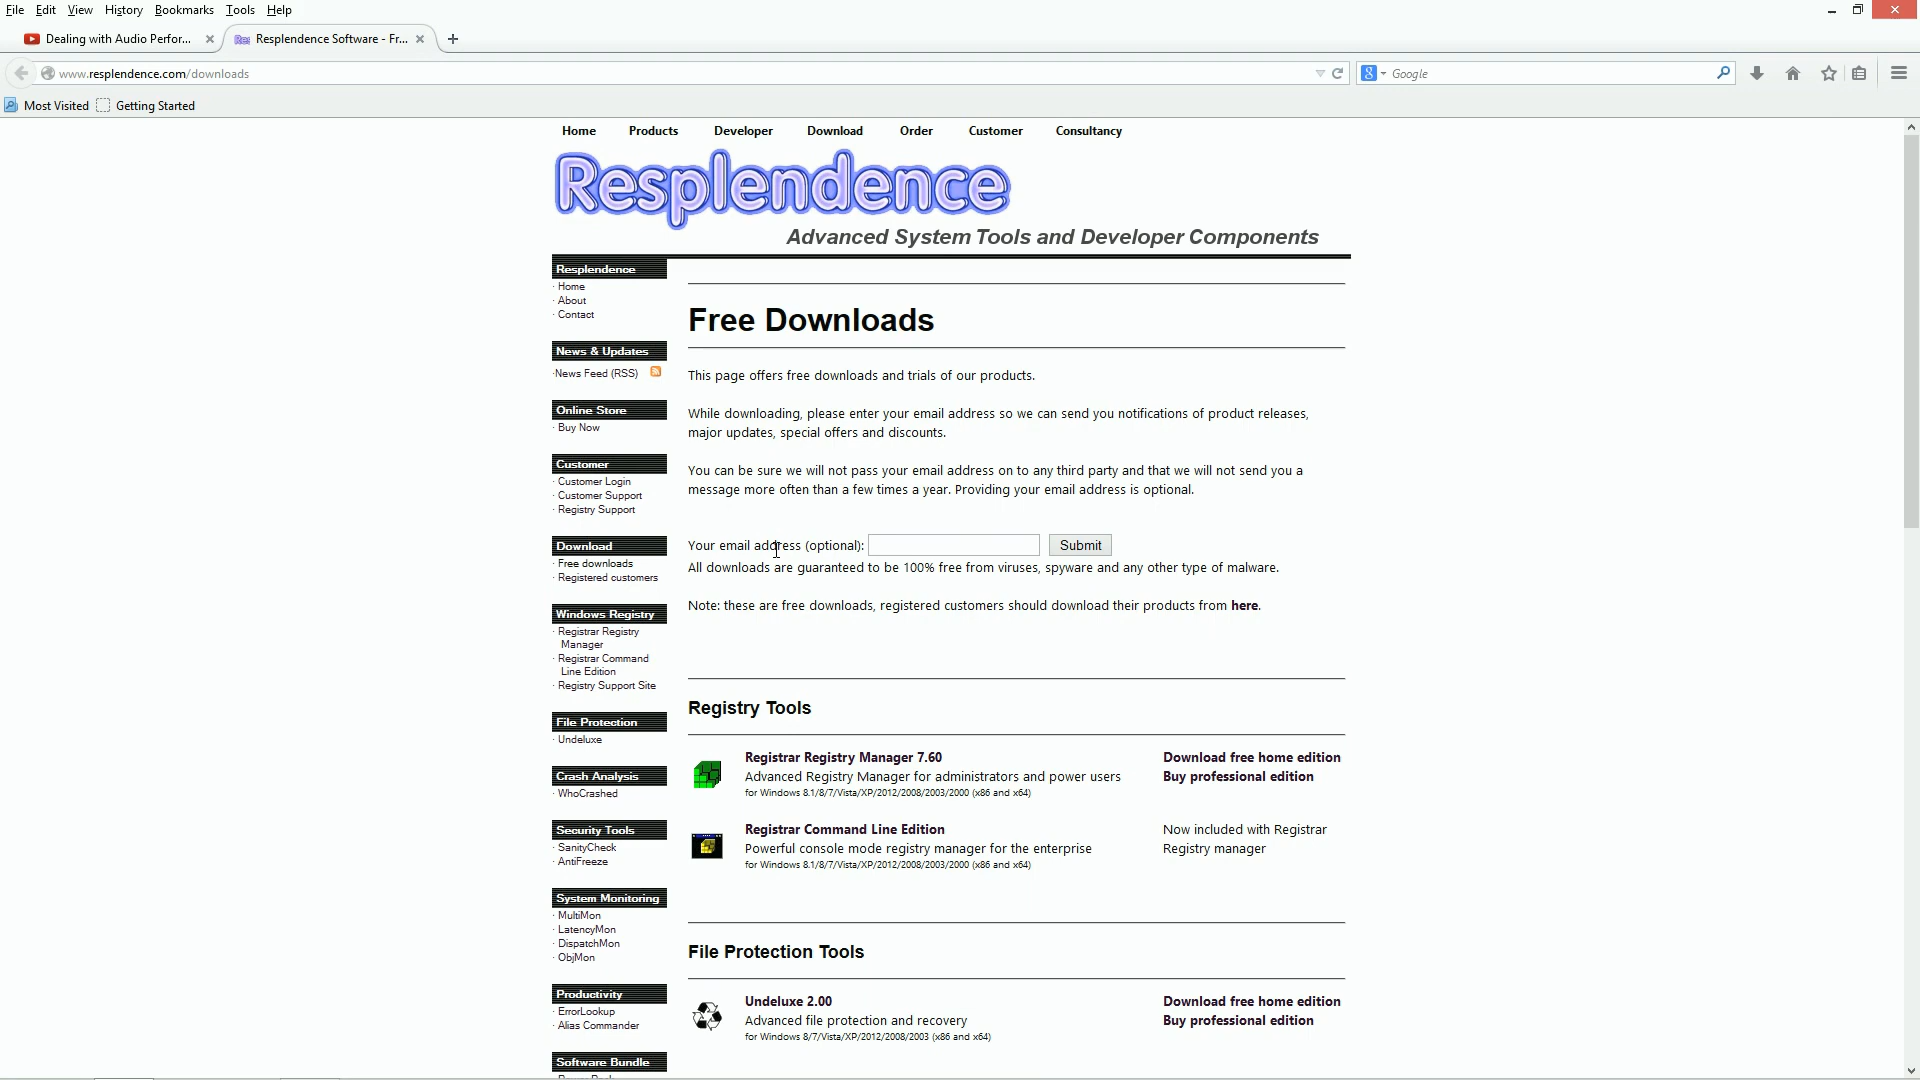 File Edit View History Bookmarks Tools Help
Dealing with Audio Perfor...
Resplendence Software - Fr...
www.resplendence.com/downloads
Google
Most Visited Getting Started
Home Products Developer Download Order Customer Consultancy
Resplendence
Advanced System Tools and Developer Components
Resplendence
· Home
· About
· Contact
News & Updates
·News Feed (RSS)
Online Store
· Buy Now
Customer
· Customer Login
· Customer Support
· Registry Support
Download
· Free downloads
· Registered customers
Windows Registry
· Registrar Registry
Manager
· Registrar Command
Line Edition
· Registry Support Site
File Protection
· Undeluxe
Crash Analysis
· WhoCrashed
Security Tools
· SanityCheck
· AntiFreeze
System Monitoring
· MultiMon
· LatencyMon
· DispatchMon
· ObjMon
Productivity
· ErrorLookup
· Alias Commander
Software Bundle
Free Downloads
This page offers free downloads and trials of our products.
While downloading, please enter your email address so we can send you notifications of product releases,
major updates, special offers and discounts.
You can be sure we will not pass your email address on to any third party and that we will not send you a
message more often than a few times a year. Providing your email address is optional.
Your email address (optional): Submit
All downloads are guaranteed to be 100% free from viruses, spyware and any other type of malware.
Note: these are free downloads, registered customers should download their products from here.
Registry Tools
Registrar Registry Manager 7.60 Download free home edition
Advanced Registry Manager for administrators and power users Buy professional edition
for Windows 8.1/8/7/Vista/XP/2012/2008/2003/2000 (x86 and x64)
Registrar Command Line Edition Now included with Registrar
Powerful console mode registry manager for the enterprise Registry manager
for Windows 8.1/8/7/Vista/XP/2012/2008/2003/2000 (x86 and x64)
File Protection Tools
Undeluxe 2.00 Download free home edition
Advanced file protection and recovery Buy professional edition
for Windows 8/7/Vista/XP/2012/2008/2003 (x86 and x64)